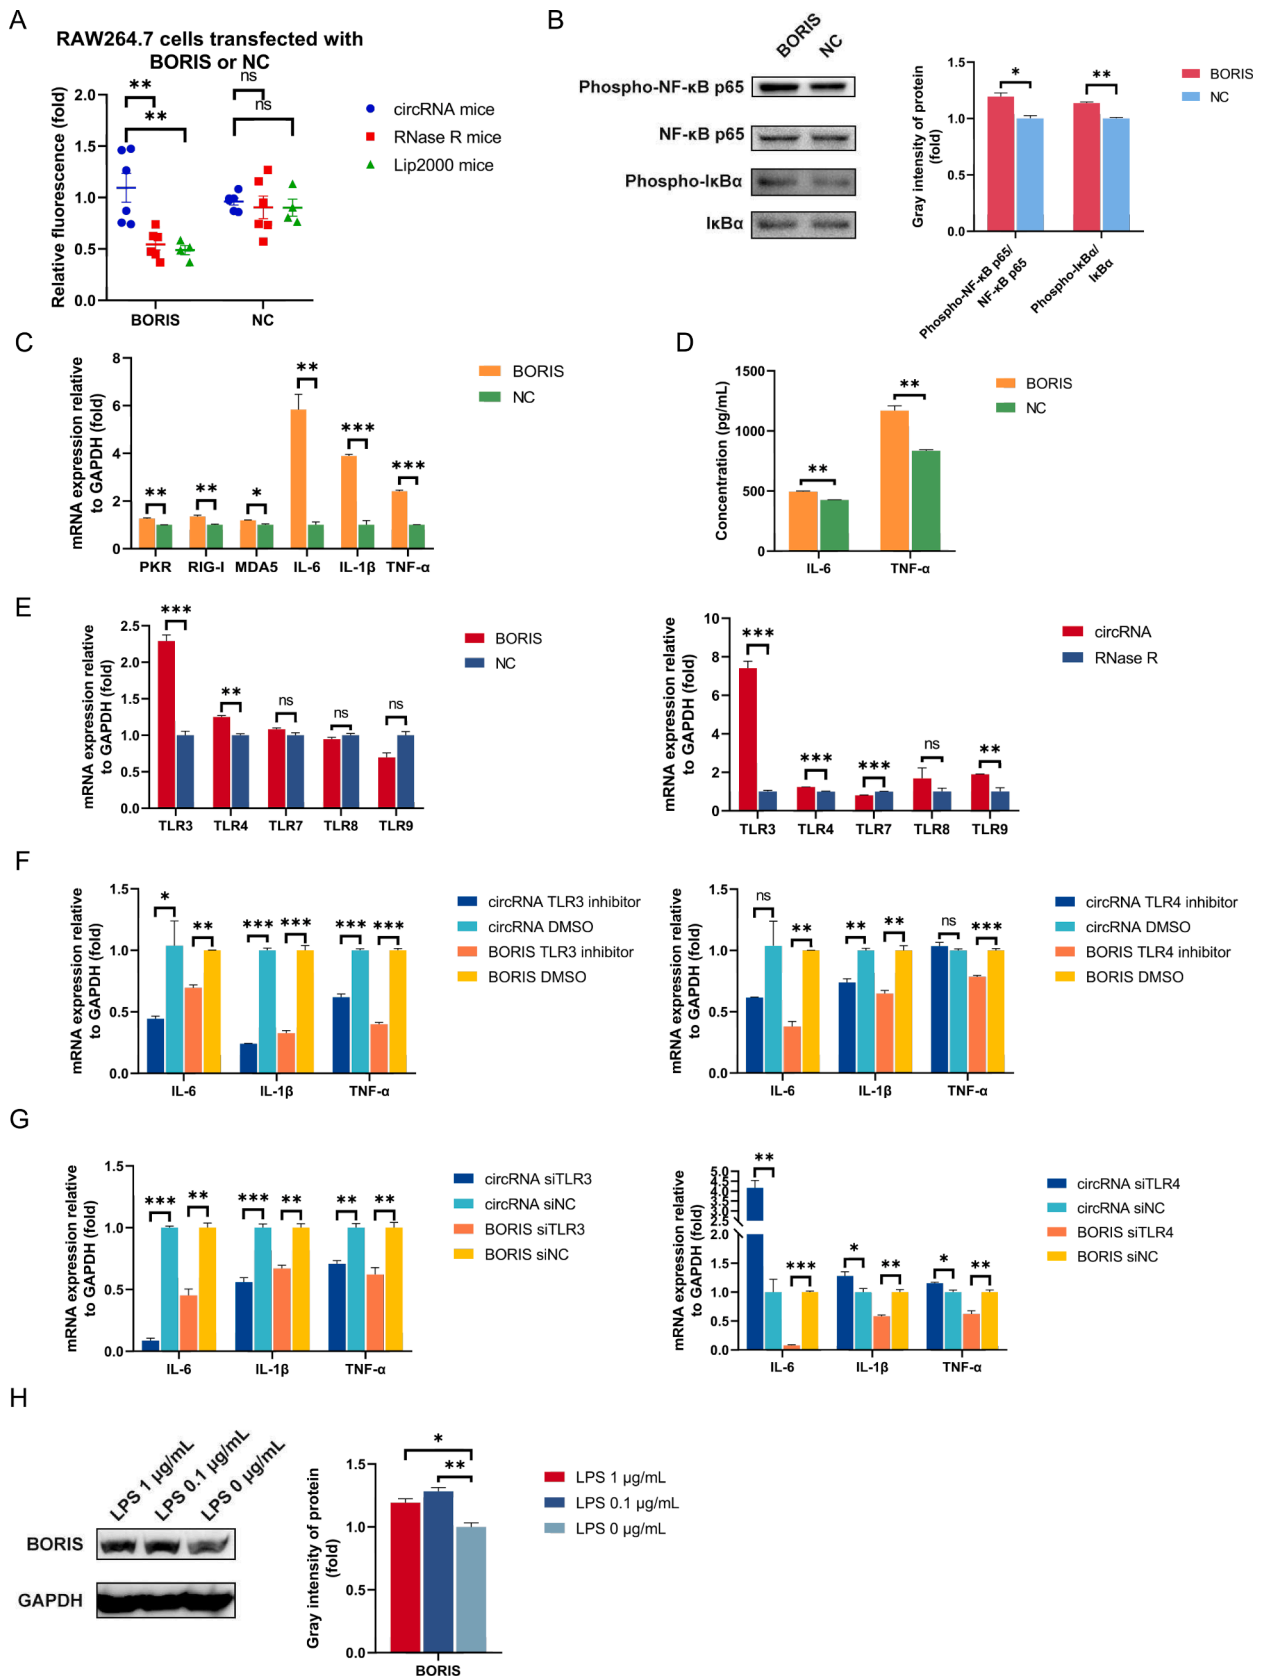 A
RAW264.7 cells transfected with
BORIS or NC
Relative fluorescence (fold)
2.0
1.5
1.0
0.5
0.0
**
**
ns
ns
BORIS
NC
circRNA mice
RNase R mice
Lip2000 mice
B
BORIS
NC
Phospho-NF-κB p65
NF-κB p65
Phospho-IκBα
IκBα
Gray intensity of protein
(fold)
1.5
1.0
0.5
0.0
*
**
Phospho-NF-κB p65/
NF-κB p65
Phospho-IκBα/
IκBα
BORIS
NC
C
mRNA expression relative
to GAPDH (fold)
8
6
4
2
0
**
**
*
**
***
***
PKR
RIG-I
MDA5
IL-6
IL-1β
TNF-α
BORIS
NC
D
Concentration (pg/mL)
1500
1000
500
0
**
**
IL-6
TNF-α
BORIS
NC
E
mRNA expression relative
to GAPDH (fold)
2.5
2.0
1.5
1.0
0.5
0.0
***
**
ns
ns
ns
TLR3
TLR4
TLR7
TLR8
TLR9
BORIS
NC
mRNA expression relative
to GAPDH (fold)
10
8
6
4
2
0
***
***
***
ns
**
TLR3
TLR4
TLR7
TLR8
TLR9
circRNA
RNase R
F
mRNA expression relative
to GAPDH (fold)
1.5
1.0
0.5
0.0
*
**
***
***
***
***
IL-6
IL-1β
TNF-α
circRNA TLR3 inhibitor
circRNA DMSO
BORIS TLR3 inhibitor
BORIS DMSO
mRNA expression relative
to GAPDH (fold)
1.5
1.0
0.5
0.0
ns
**
**
**
ns
***
IL-6
IL-1β
TNF-α
circRNA TLR4 inhibitor
circRNA DMSO
BORIS TLR4 inhibitor
BORIS DMSO
G
mRNA expression relative
to GAPDH (fold)
1.5
1.0
0.5
0.0
***
**
***
**
**
**
IL-6
IL-1β
TNF-α
circRNA siTLR3
circRNA siNC
BORIS siTLR3
BORIS siNC
mRNA expression relative
to GAPDH (fold)
5.0
4.5
4.0
3.5
3.0
2.5
2.0
1.5
1.0
0.5
0.0
**
***
*
**
*
**
IL-6
IL-1β
TNF-α
circRNA siTLR4
circRNA siNC
BORIS siTLR4
BORIS siNC
H
LPS 1 μg/mL
LPS 0.1 μg/mL
LPS 0 μg/mL
BORIS
GAPDH
Gray intensity of protein
(fold)
1.5
1.0
0.5
0.0
*
**
BORIS
LPS 1 μg/mL
LPS 0.1 μg/mL
LPS 0 μg/mL